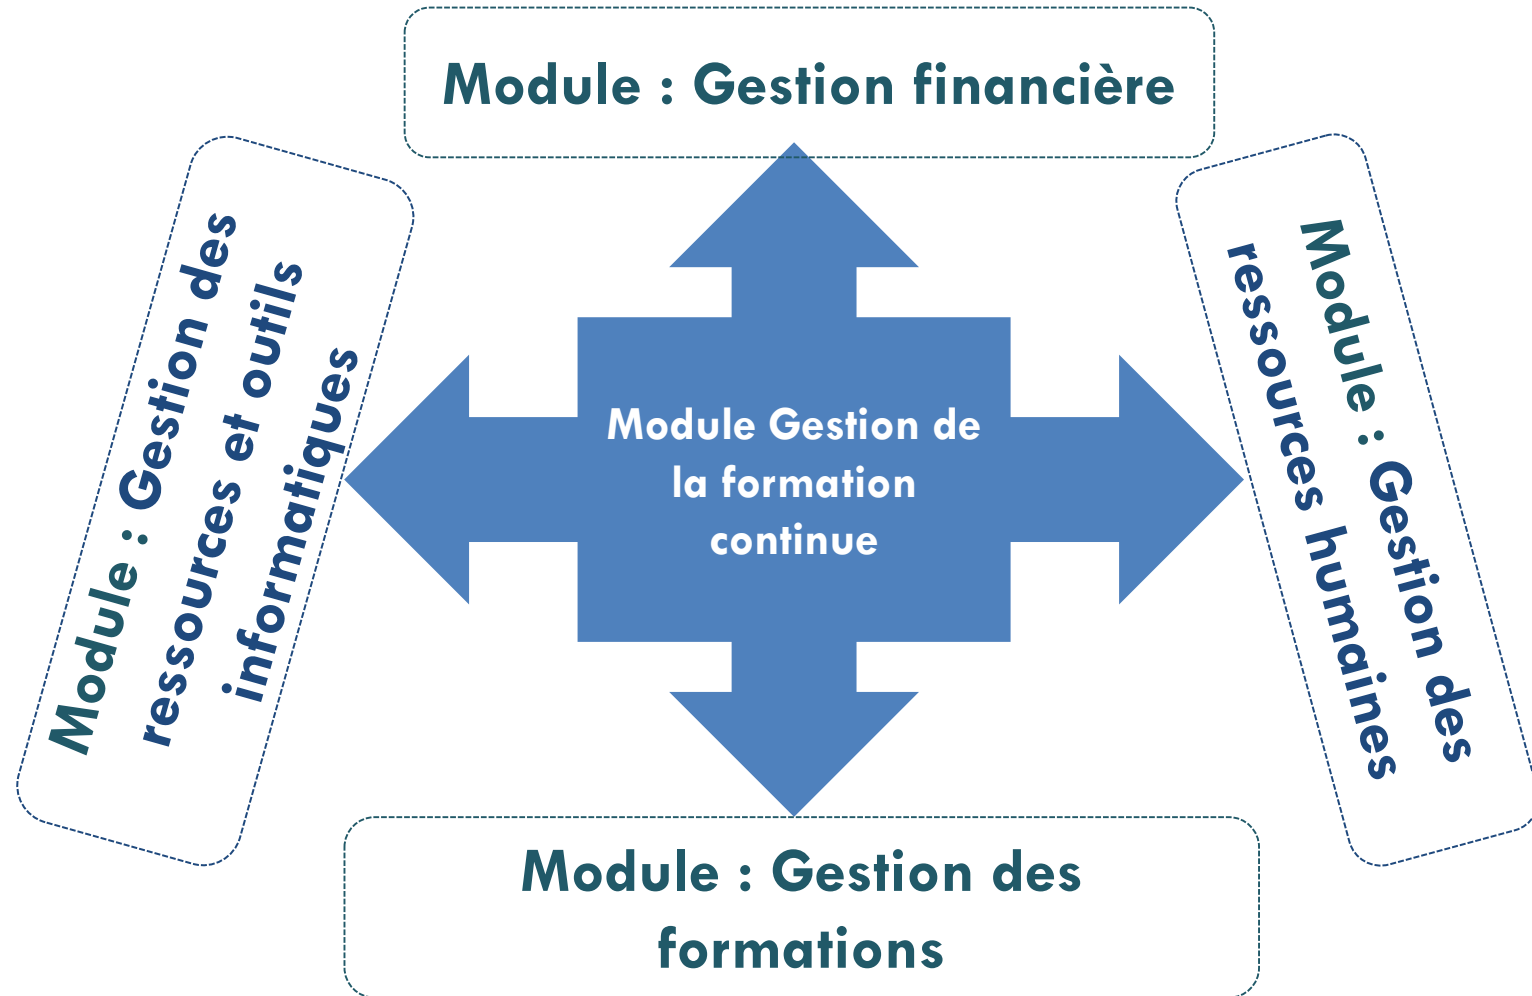 Module : Gestion financière
Module : Gestion des
ressources et outils
informatiques
Module Gestion de
la formation
continue
Module : Gestion des
ressources humaines
Module : Gestion des
formations